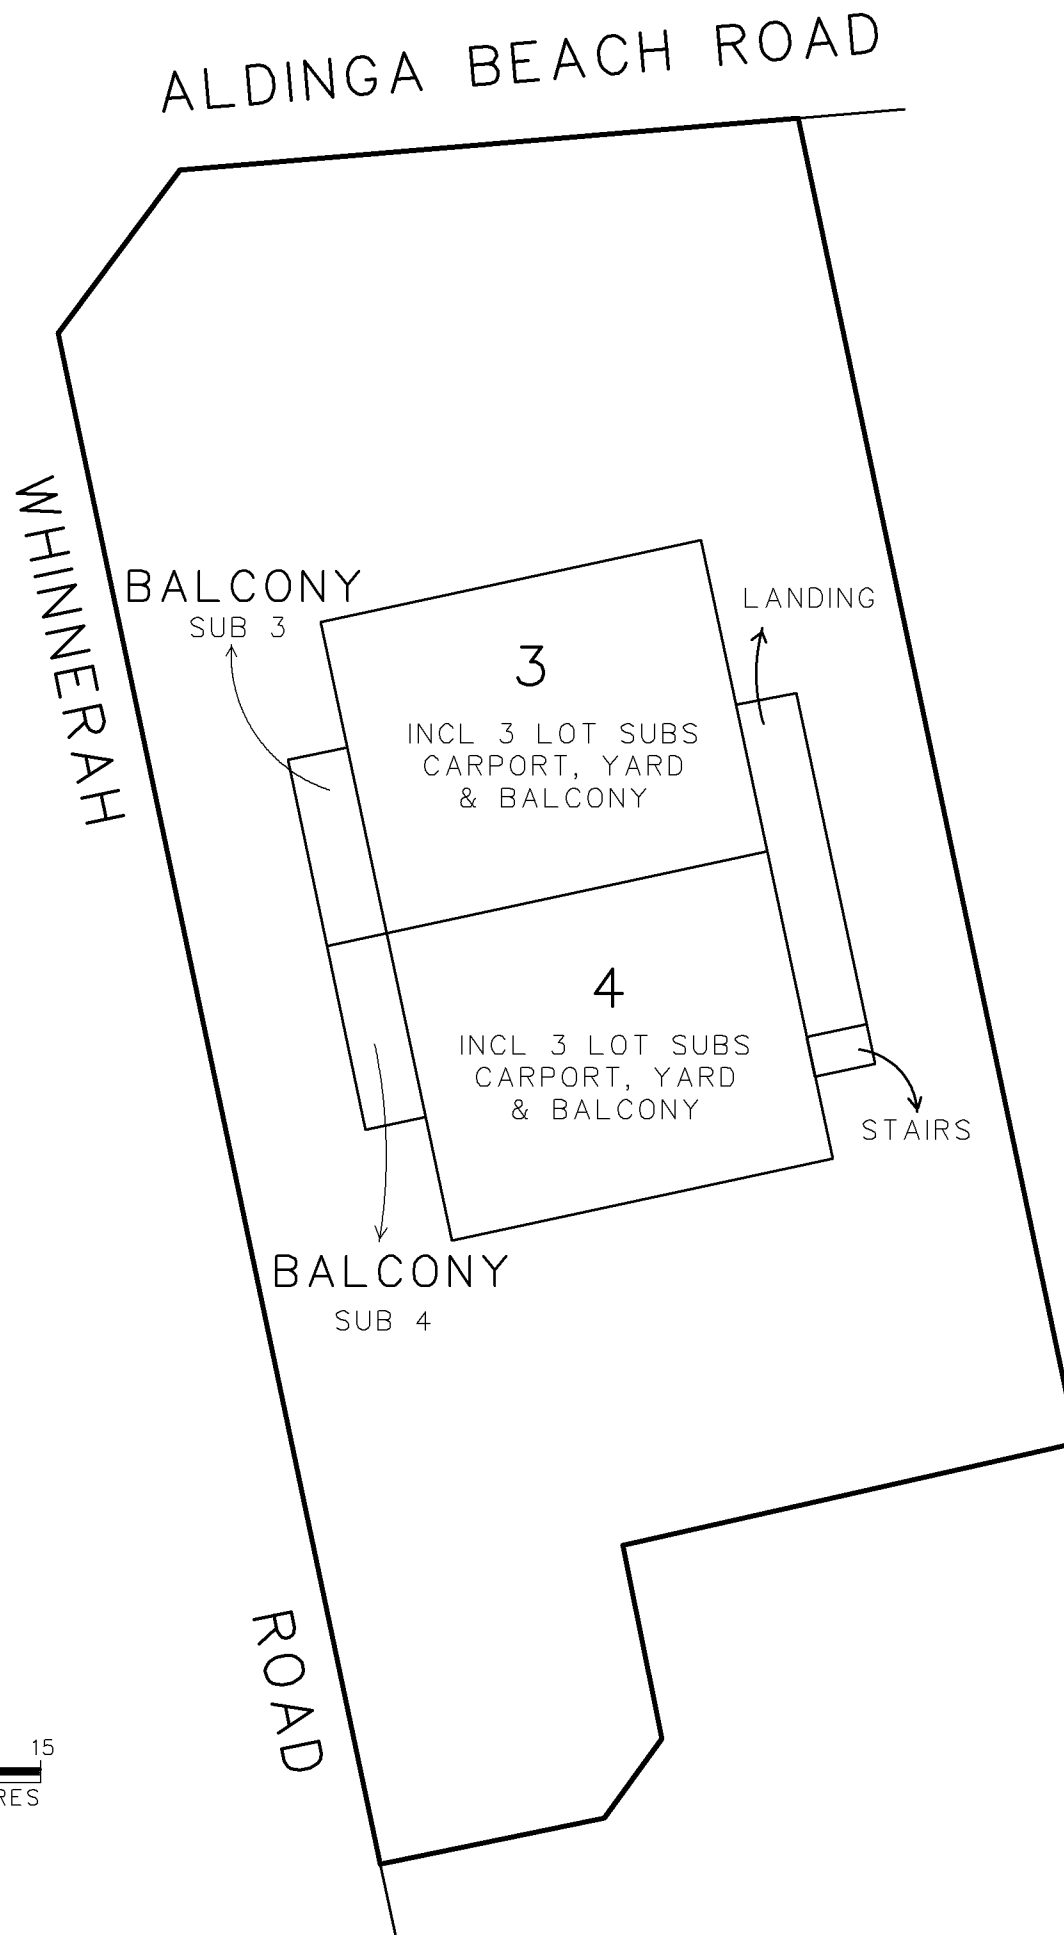 ALDINGA BEACH ROAD
WHINNERAH
BALCONY
SUB 3
LANDING
3
INCL 3 LOT SUBS
CARPORT, YARD
& BALCONY
4
INCL 3 LOT SUBS
CARPORT, YARD
& BALCONY
STAIRS
BALCONY
SUB 4
ROAD
15
RES